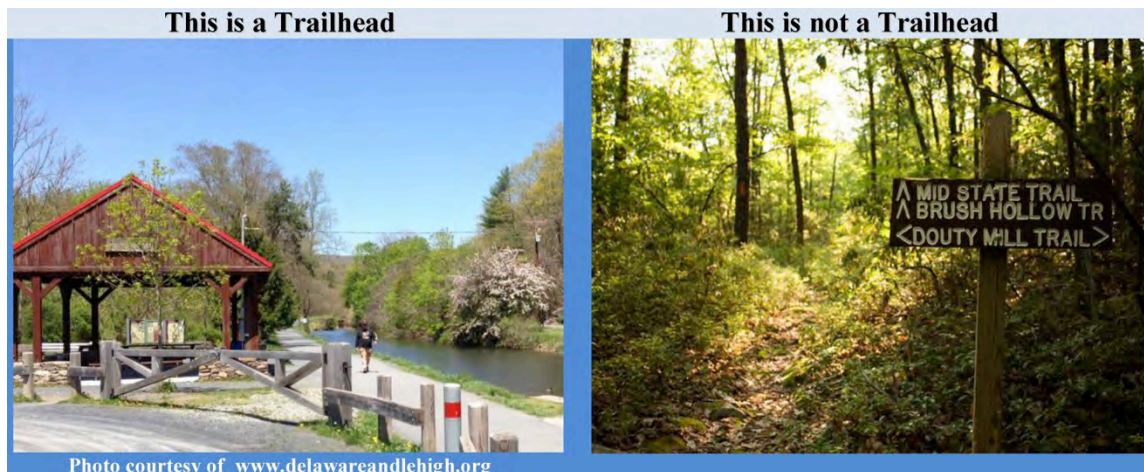 This is a Trailhead
This is not a Trailhead
Λ MID STATE TRAIL
Λ BRUSH HOLLOW TR
<DOUTY MILL TRAIL>
Photo courtesy of www.delawareandlehigh.org